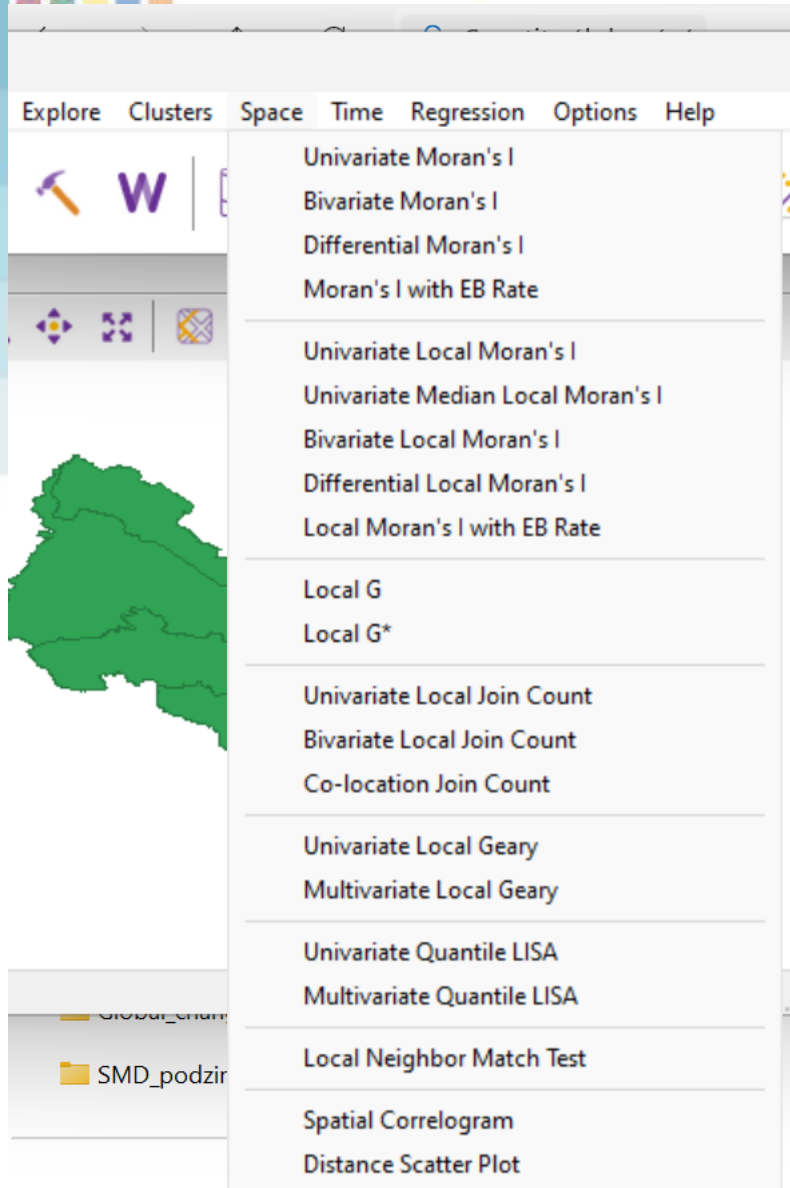 Explore Clusters Space Time Regression Options Help
W
Univariate Moran's I
Bivariate Moran's I
Differential Moran's I
Moran's I with EB Rate
Univariate Local Moran's I
Univariate Median Local Moran's I
Bivariate Local Moran's I
Differential Local Moran's I
Local Moran's I with EB Rate
Local G
Local G*
Univariate Local Join Count
Bivariate Local Join Count
Co-location Join Count
Univariate Local Geary
Multivariate Local Geary
Univariate Quantile LISA
Multivariate Quantile LISA
Local Neighbor Match Test
SMD_podzir
Spatial Correlogram
Distance Scatter Plot